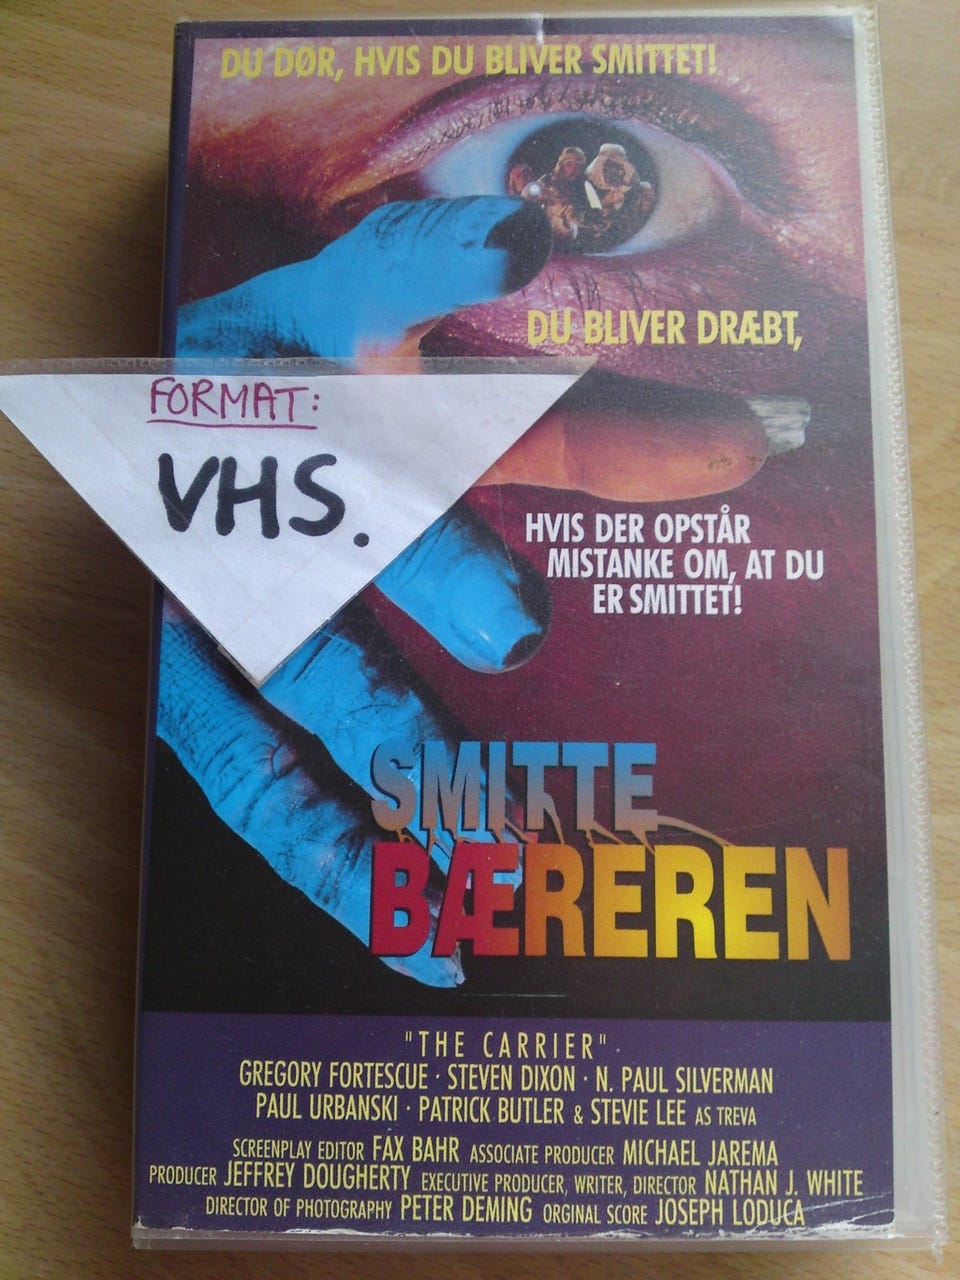 DU DØR, HVIS DU BLIVER SMITTET!
DU BLIVER DRÆBT,
FORMAT:
VHS.
HVIS DER OPSTÅR
MISTANKE OM, AT DU
ER SMITTET!
SMITTE
BÆREREN
"THE CARRIER"
GREGORY FORTESCUE · STEVEN DIXON · N. PAUL SILVERMAN
PAUL URBANSKI · PATRICK BUTLER & STEVIE LEE AS TREVA
SCREENPLAY EDITOR FAX BAHR ASSOCIATE PRODUCER MICHAEL JAREMA
PRODUCER JEFFREY DOUGHERTY EXECUTIVE PRODUCER, WRITER, DIRECTOR NATHAN J. WHITE
DIRECTOR OF PHOTOGRAPHY PETER DEMING ORGINAL SCORE JOSEPH LODUCA